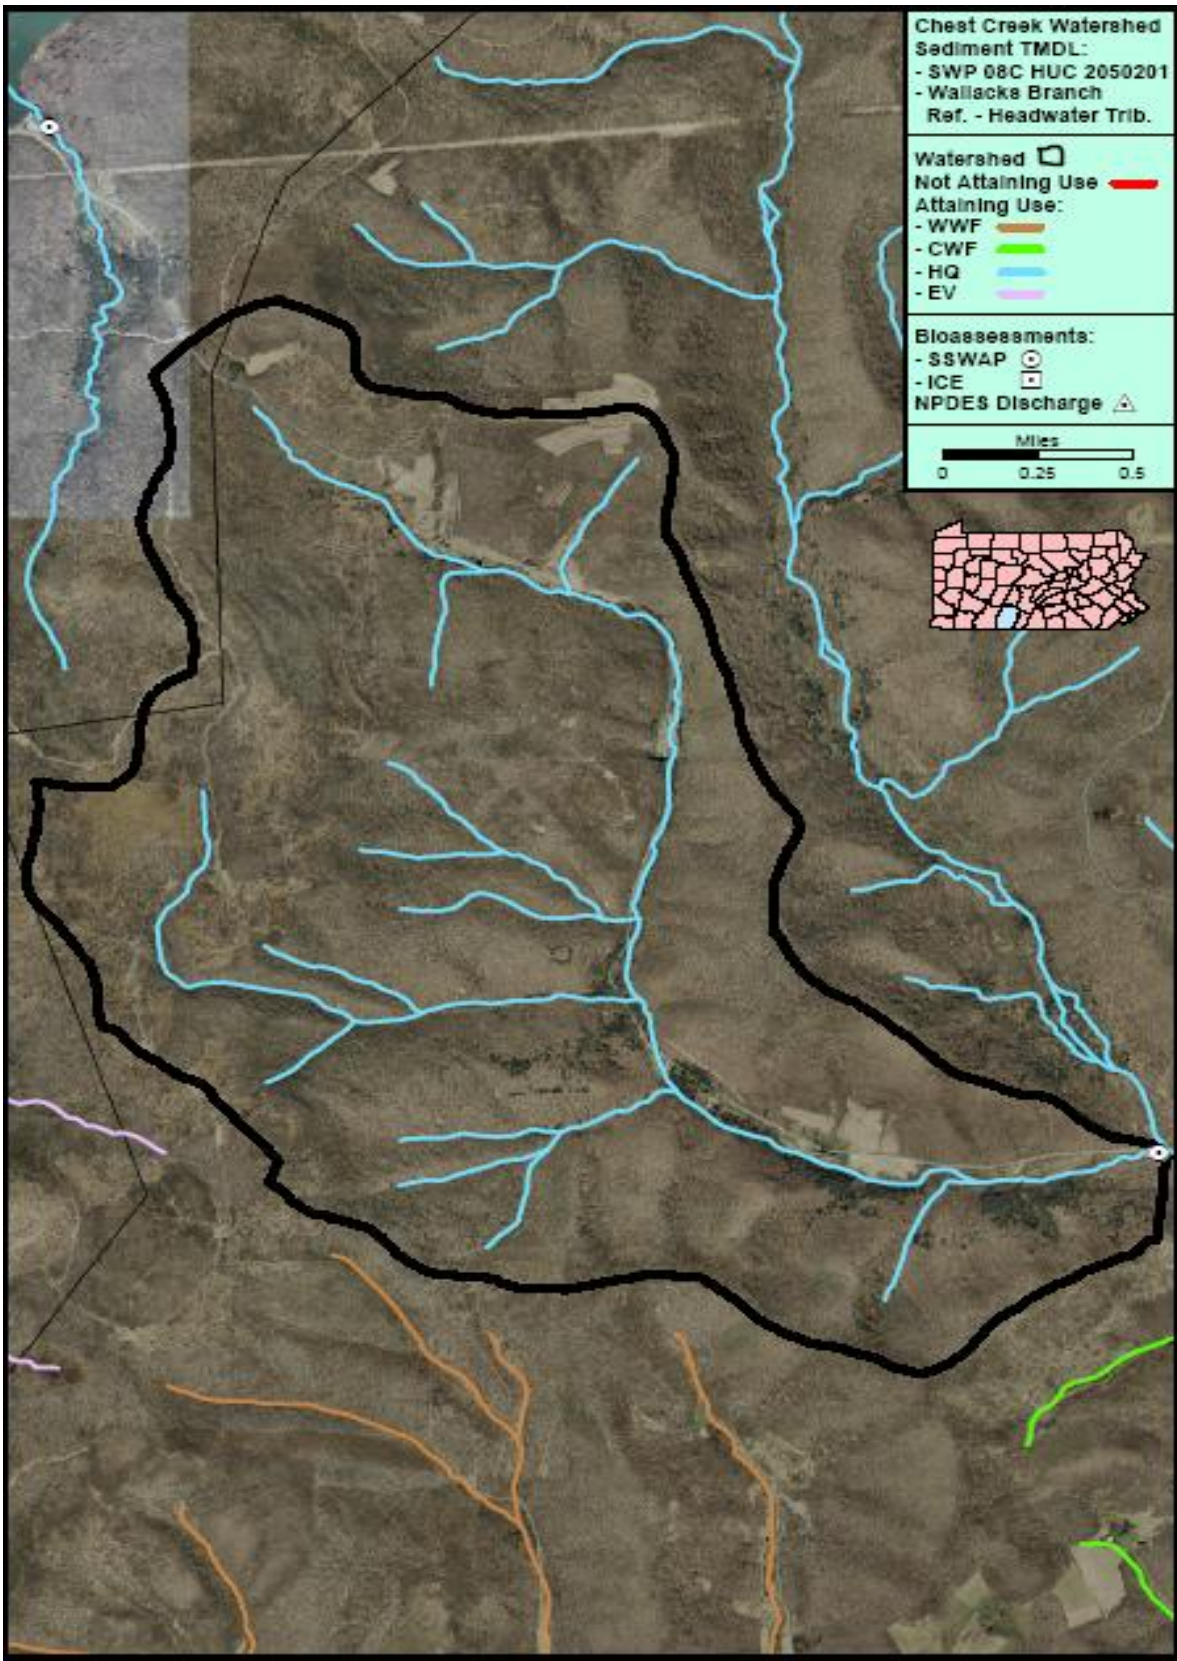 Chest Creek Watershed
Sediment TMDL:
- SWP 08C HUC 2050201
- Wallacks Branch
Ref. - Headwater Trib.
Watershed
Not Attaining Use
Attaining Use:
- WWF
- CWF
- HQ
- EV
Bioassessments:
- SSWAP
- ICE
NPDES Discharge
Miles
0 0.25 0.5